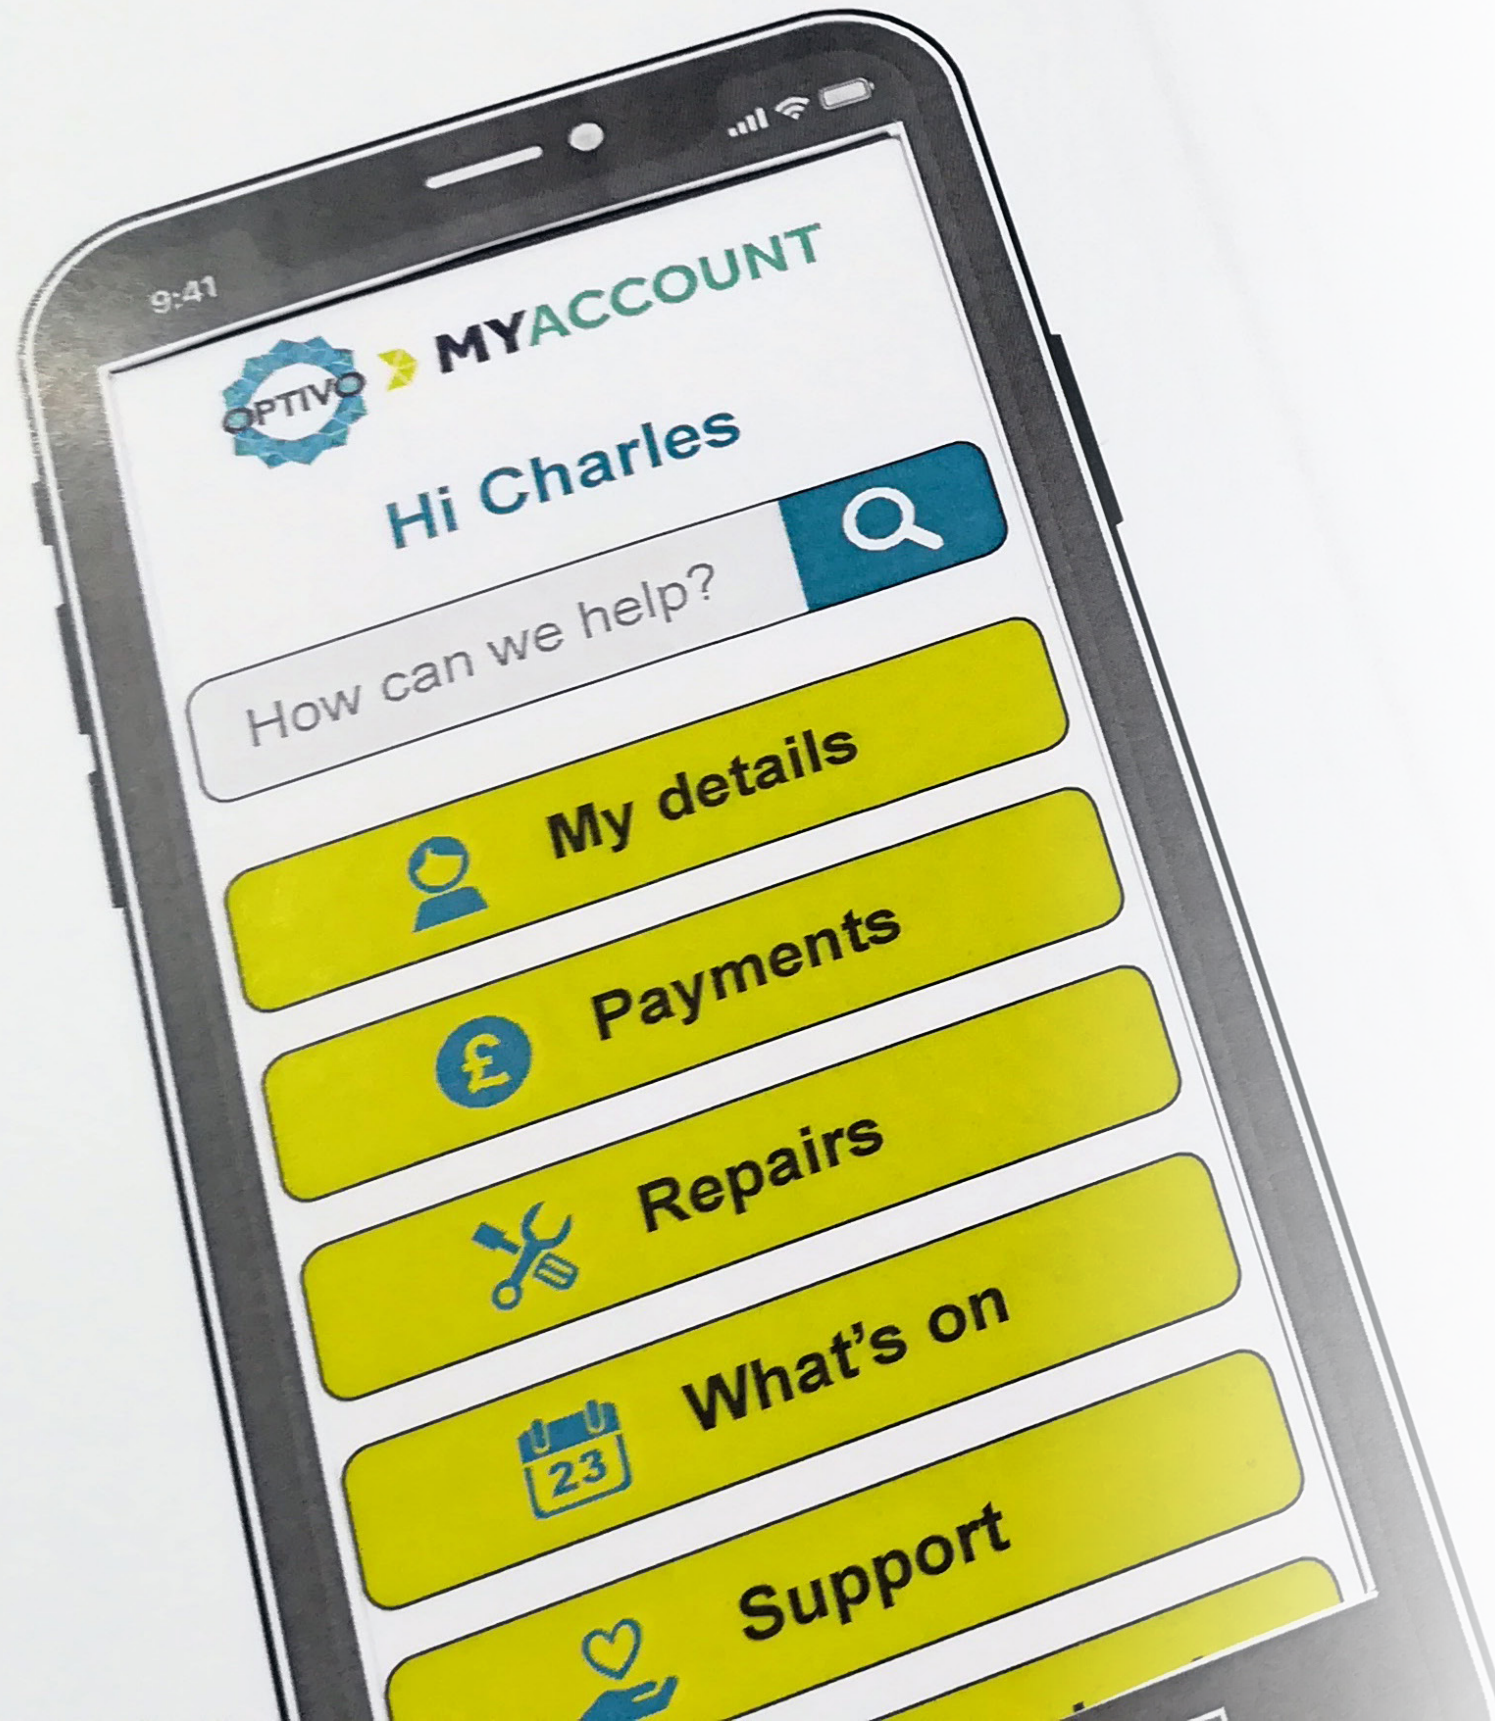 9:41
OPTIVO MYACCOUNT
Hi Charles
How can we help?
My details
£ Payments
Repairs
23 What's on
Support